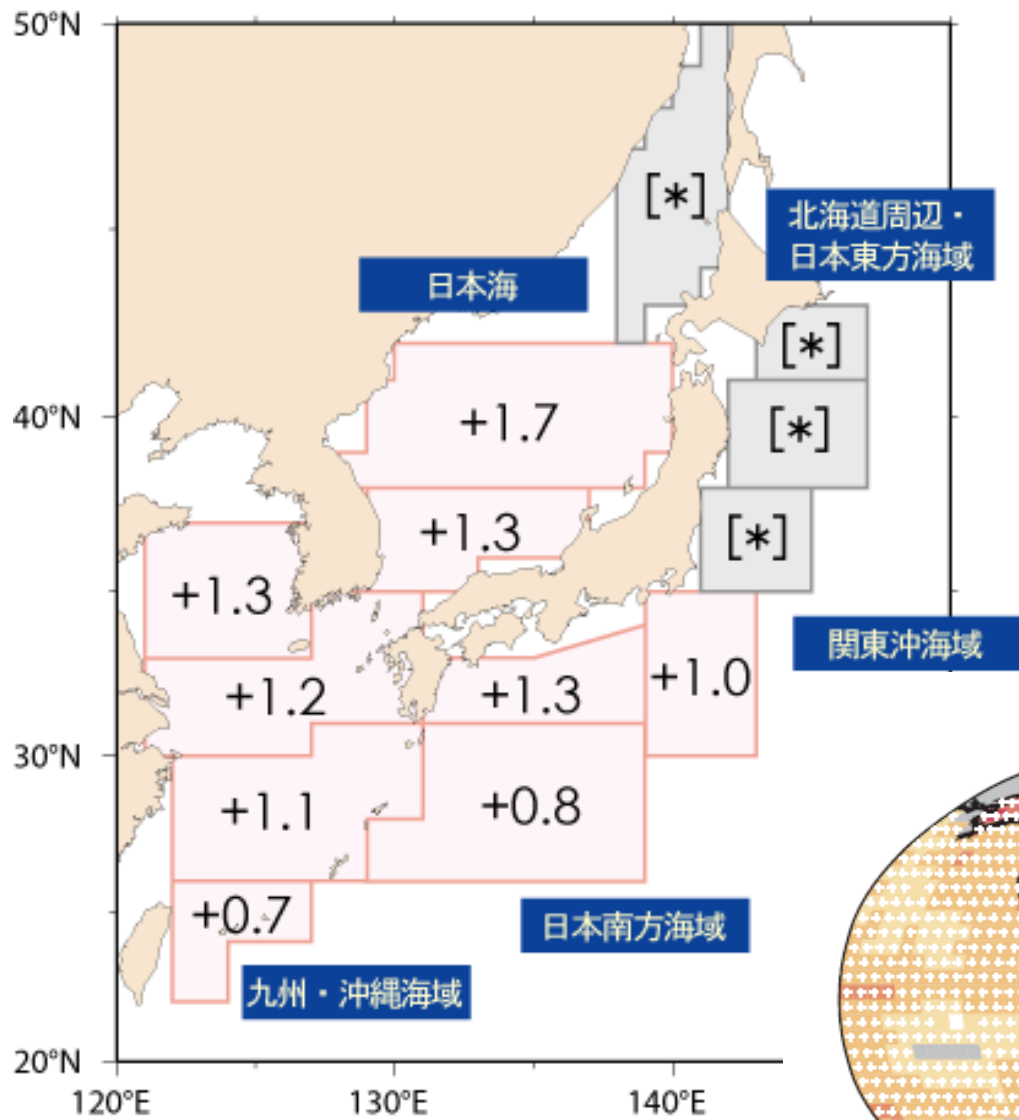 50°N
[*]
北海道周辺・
日本東方海域
日本海
[*]
40°N
+1.7
[*]
+1.3
[*]
+1.3
関東沖海域
+1.0
+1.2
+1.3
30°N
+1.1
+0.8
+0.7
日本南方海域
九州・沖縄海域
20°N
120°E
130°E
140°E